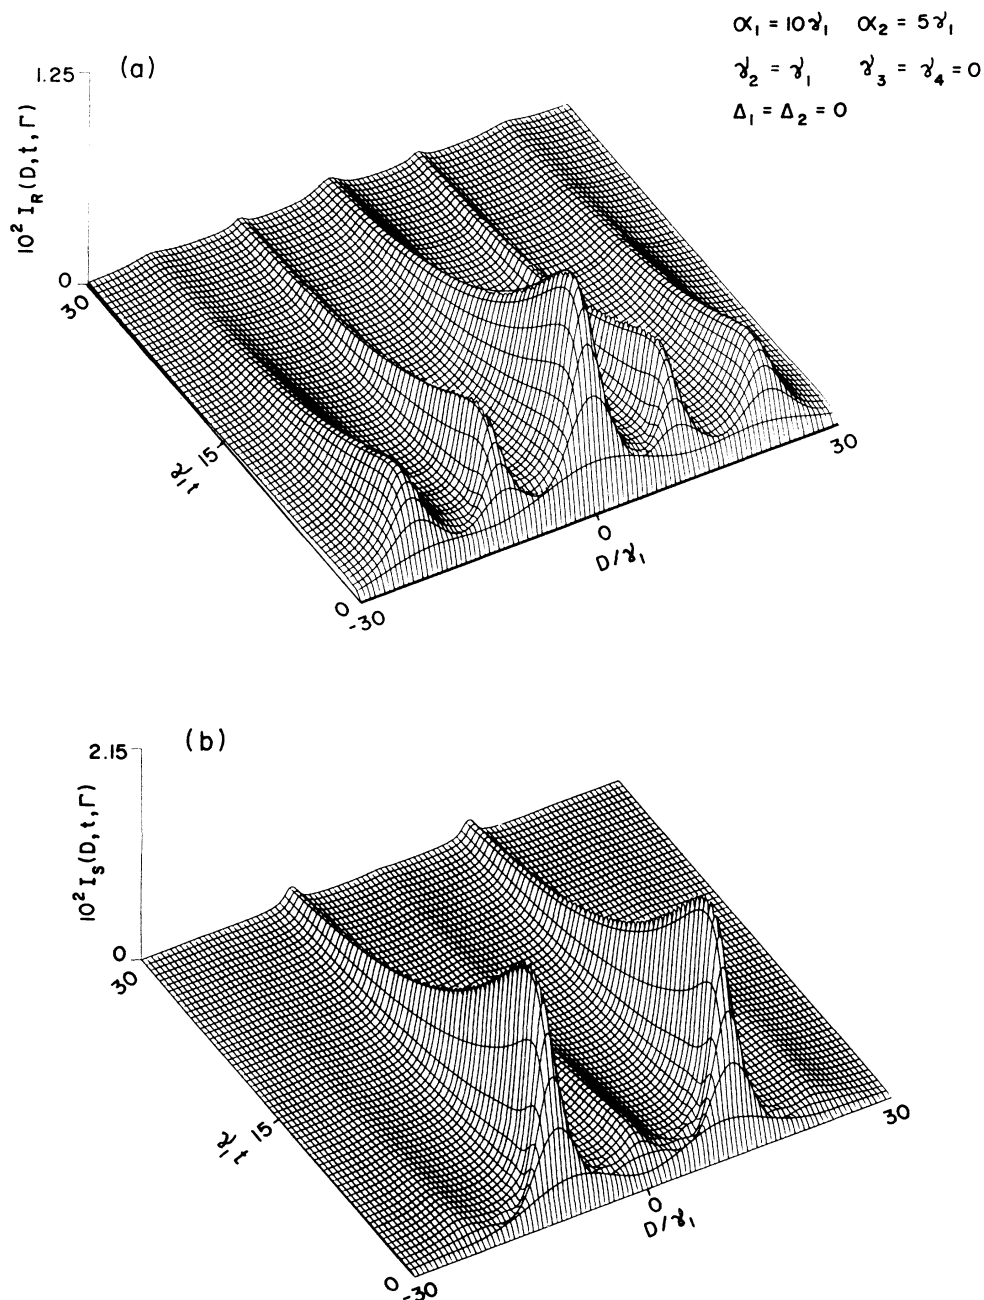 α₁ = 10γ₁ α₂ = 5γ₁
γ₂ = γ₁ γ₃ = γ₄ = 0
Δ₁ = Δ₂ = 0
(a)
1.25
10² I_R (D, t, Γ)
0
30
γ₁t
15
0
-30
0
D/γ₁
30
(b)
2.15
10² I_S (D, t, Γ)
0
30
γ₁t
15
0
-30
0
D/γ₁
30